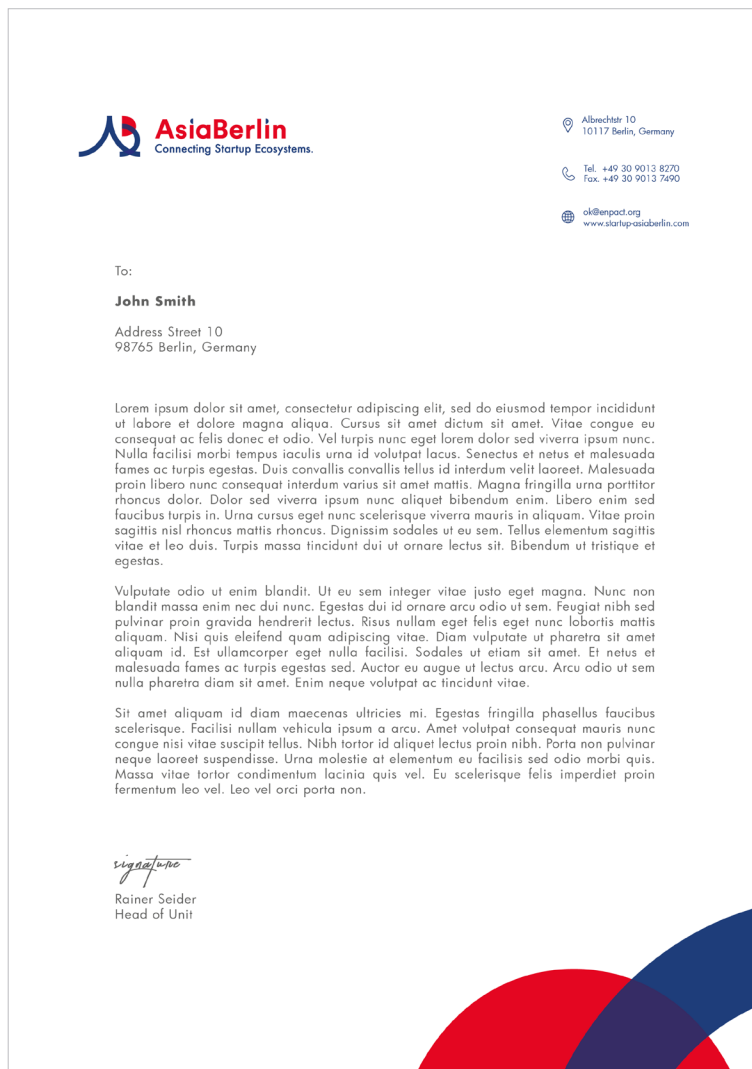 AsiaBerlin
Connecting Startup Ecosystems.
Albrechtstr 10
10117 Berlin, Germany
Tel. +49 30 9013 8270
Fax. +49 30 9013 7490
ok@enpact.org
www.startup-asiaberlin.com
To:
John Smith
Address Street 10
98765 Berlin, Germany
Lorem ipsum dolor sit amet, consectetur adipiscing elit, sed do eiusmod tempor incididunt
ut labore et dolore magna aliqua. Cursus sit amet dictum sit amet. Vitae congue eu
consequat ac felis donec et odio. Vel turpis nunc eget lorem dolor sed viverra ipsum nunc.
Nulla facilisi morbi tempus iaculis urna id volutpat lacus. Senectus et netus et malesuada
fames ac turpis egestas. Duis convallis convallis tellus id interdum velit laoreet. Malesuada
proin libero nunc consequat interdum varius sit amet mattis. Magna fringilla urna porttitor
rhoncus dolor. Dolor sed viverra ipsum nunc aliquet bibendum enim. Libero enim sed
faucibus turpis in. Urna cursus eget nunc scelerisque viverra mauris in aliquam. Vitae proin
sagittis nisl rhoncus mattis rhoncus. Dignissim sodales ut eu sem. Tellus elementum sagittis
vitae et leo duis. Turpis massa tincidunt dui ut ornare lectus sit. Bibendum ut tristique et
egestas.
Vulputate odio ut enim blandit. Ut eu sem integer vitae justo eget magna. Nunc non
blandit massa enim nec dui nunc. Egestas dui id ornare arcu odio ut sem. Feugiat nibh sed
pulvinar proin gravida hendrerit lectus. Risus nullam eget felis eget nunc lobortis mattis
aliquam. Nisi quis eleifend quam adipiscing vitae. Diam vulputate ut pharetra sit amet
aliquam id. Est ullamcorper eget nulla facilisi. Sodales ut etiam sit amet. Et netus et
malesuada fames ac turpis egestas sed. Auctor eu augue ut lectus arcu. Arcu odio ut sem
nulla pharetra diam sit amet. Enim neque volutpat ac tincidunt vitae.
Sit amet aliquam id diam maecenas ultricies mi. Egestas fringilla phasellus faucibus
scelerisque. Facilisi nullam vehicula ipsum a arcu. Amet volutpat consequat mauris nunc
congue nisi vitae suscipit tellus. Nibh tortor id aliquet lectus proin nibh. Porta non pulvinar
neque laoreet suspendisse. Urna molestie at elementum eu facilisis sed odio morbi quis.
Massa vitae tortor condimentum lacinia quis vel. Eu scelerisque felis imperdiet proin
fermentum leo vel. Leo vel orci porta non.
signature
Rainer Seider
Head of Unit